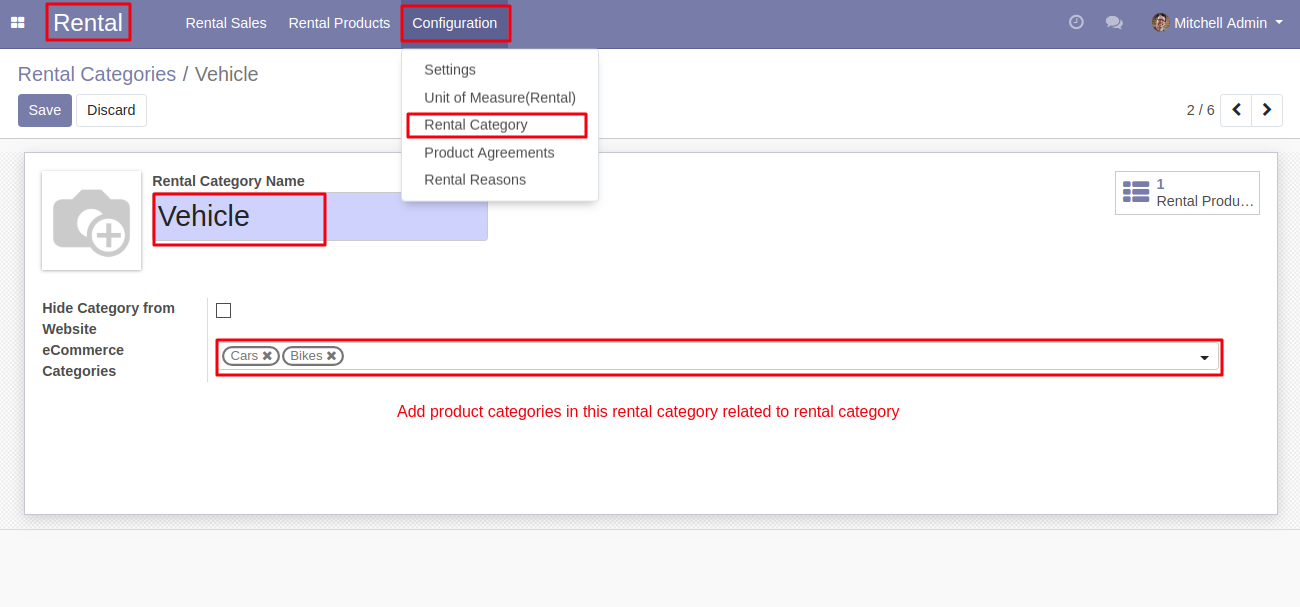 Rental Rental Sales Rental Products Configuration Mitchell Admin
Rental Categories / Vehicle
Settings
Unit of Measure(Rental)
Rental Category
Product Agreements
Rental Reasons
Save Discard
2 / 6
Rental Category Name
Vehicle
1
Rental Produ…
Hide Category from
Website
eCommerce
Categories
Cars Bikes
Add product categories in this rental category related to rental category